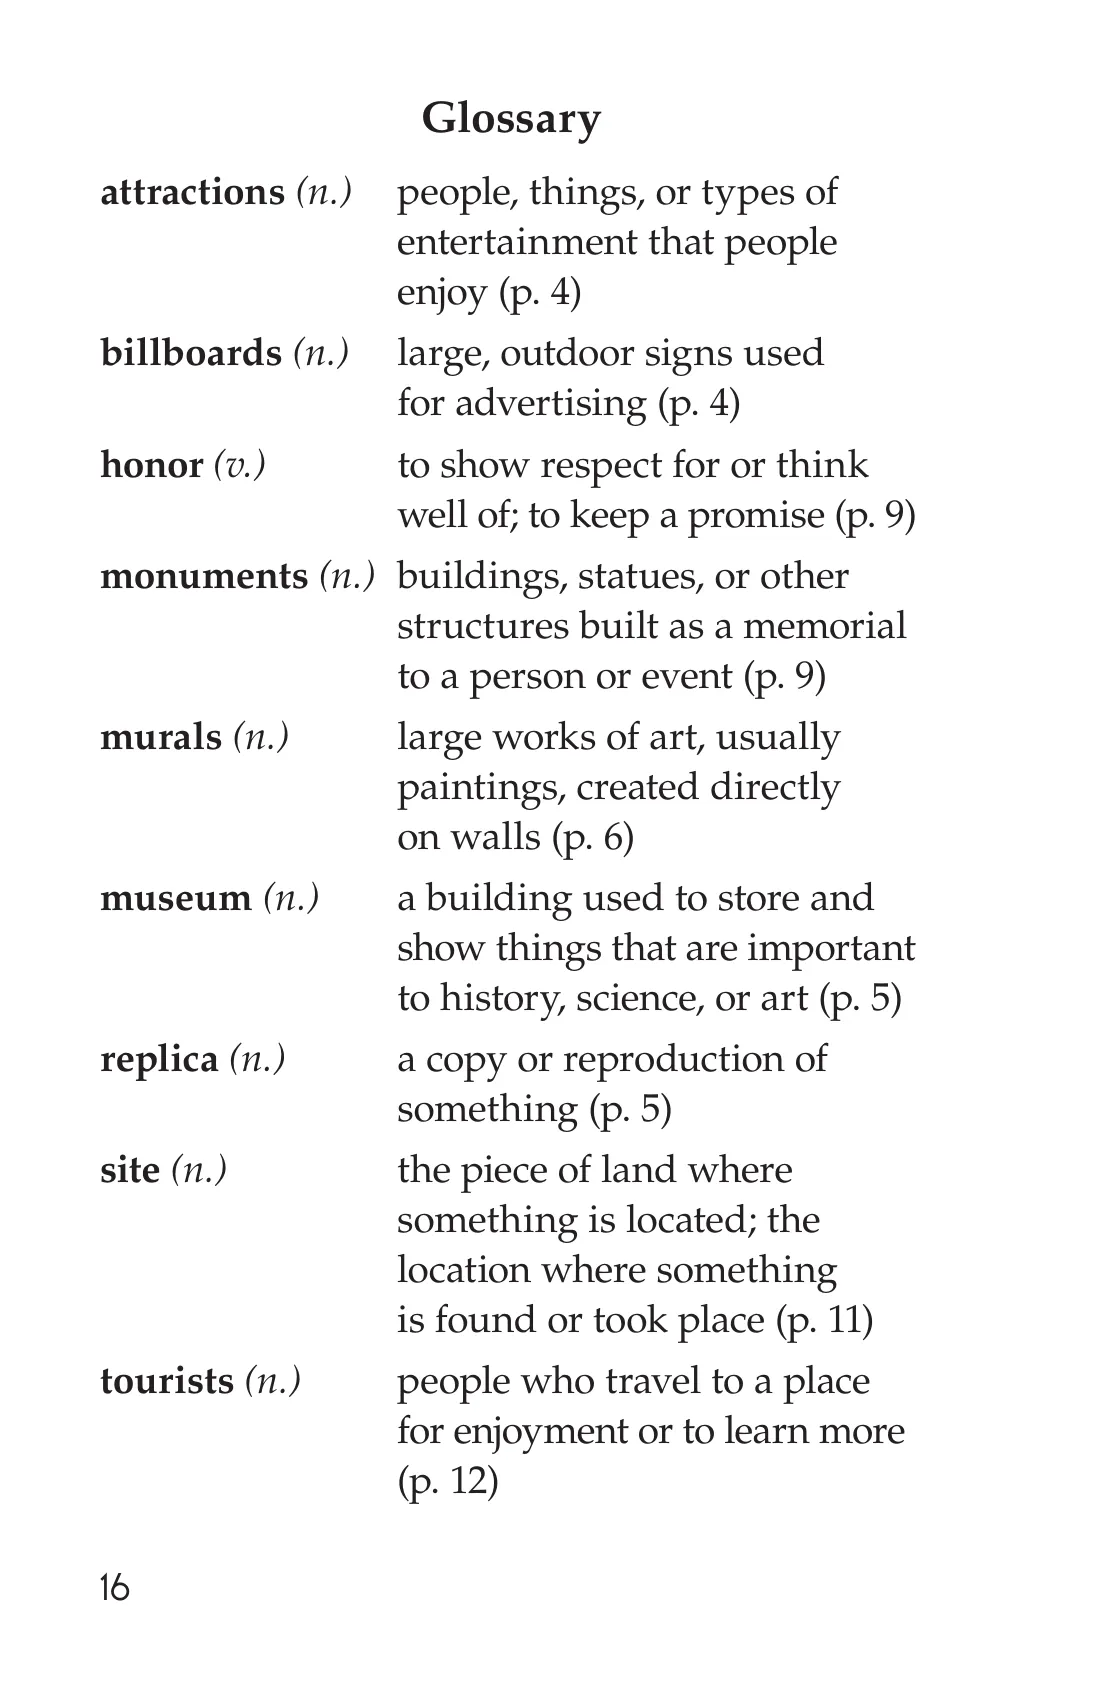 Glossary
attractions (n.) people, things, or types of
entertainment that people
enjoy (p. 4)
billboards (n.) large, outdoor signs used
for advertising (p. 4)
honor (v.) to show respect for or think
well of; to keep a promise (p. 9)
monuments (n.) buildings, statues, or other
structures built as a memorial
to a person or event (p. 9)
murals (n.) large works of art, usually
paintings, created directly
on walls (p. 6)
museum (n.) a building used to store and
show things that are important
to history, science, or art (p. 5)
replica (n.) a copy or reproduction of
something (p. 5)
site (n.) the piece of land where
something is located; the
location where something
is found or took place (p. 11)
tourists (n.) people who travel to a place
for enjoyment or to learn more
(p. 12)
16